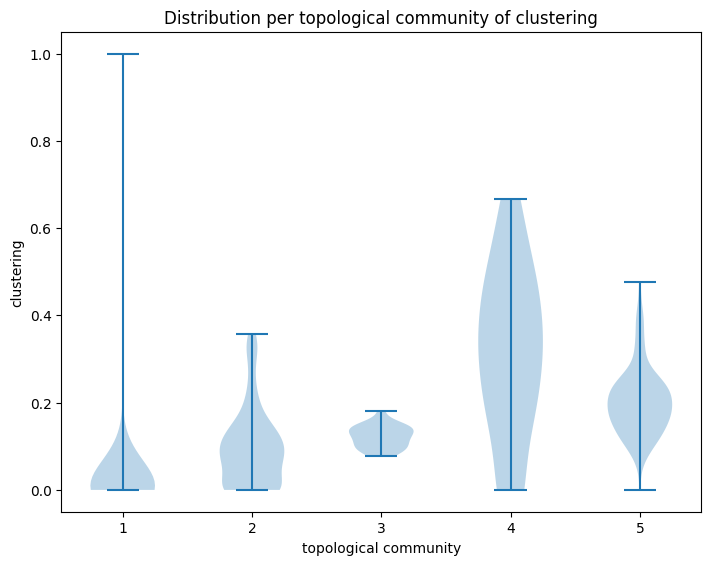 Distribution per topological community of clustering
1.0
0.8
0.6
0.4
0.2
0.0
clustering
1 2 3 4 5
topological community